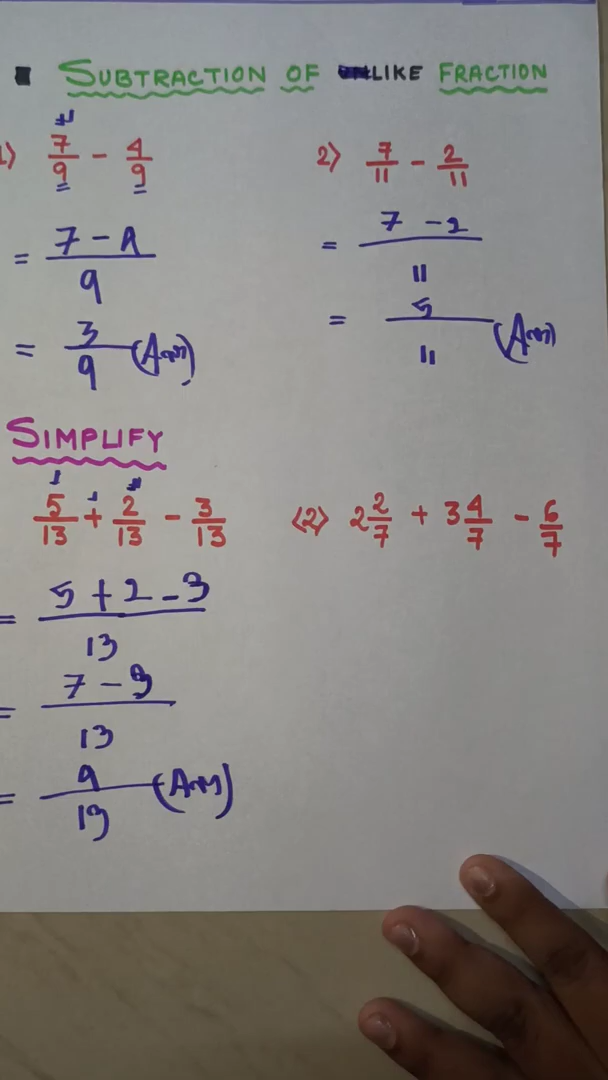 SUBTRACTION OF LIKE FRACTION
1) 7/9 - 4/9
= 7 - 4 / 9
= 3/9 (Ans)
2) 7/11 - 2/11
= 7 - 2 / 11
= 5/11 (Ans)
SIMPLIFY
5/13 + 2/13 - 3/13
= 5 + 2 - 3 / 13
= 7 - 3 / 13
= 4/13 (Ans)
<2> 2 2/7 + 3 4/7 - 6/7